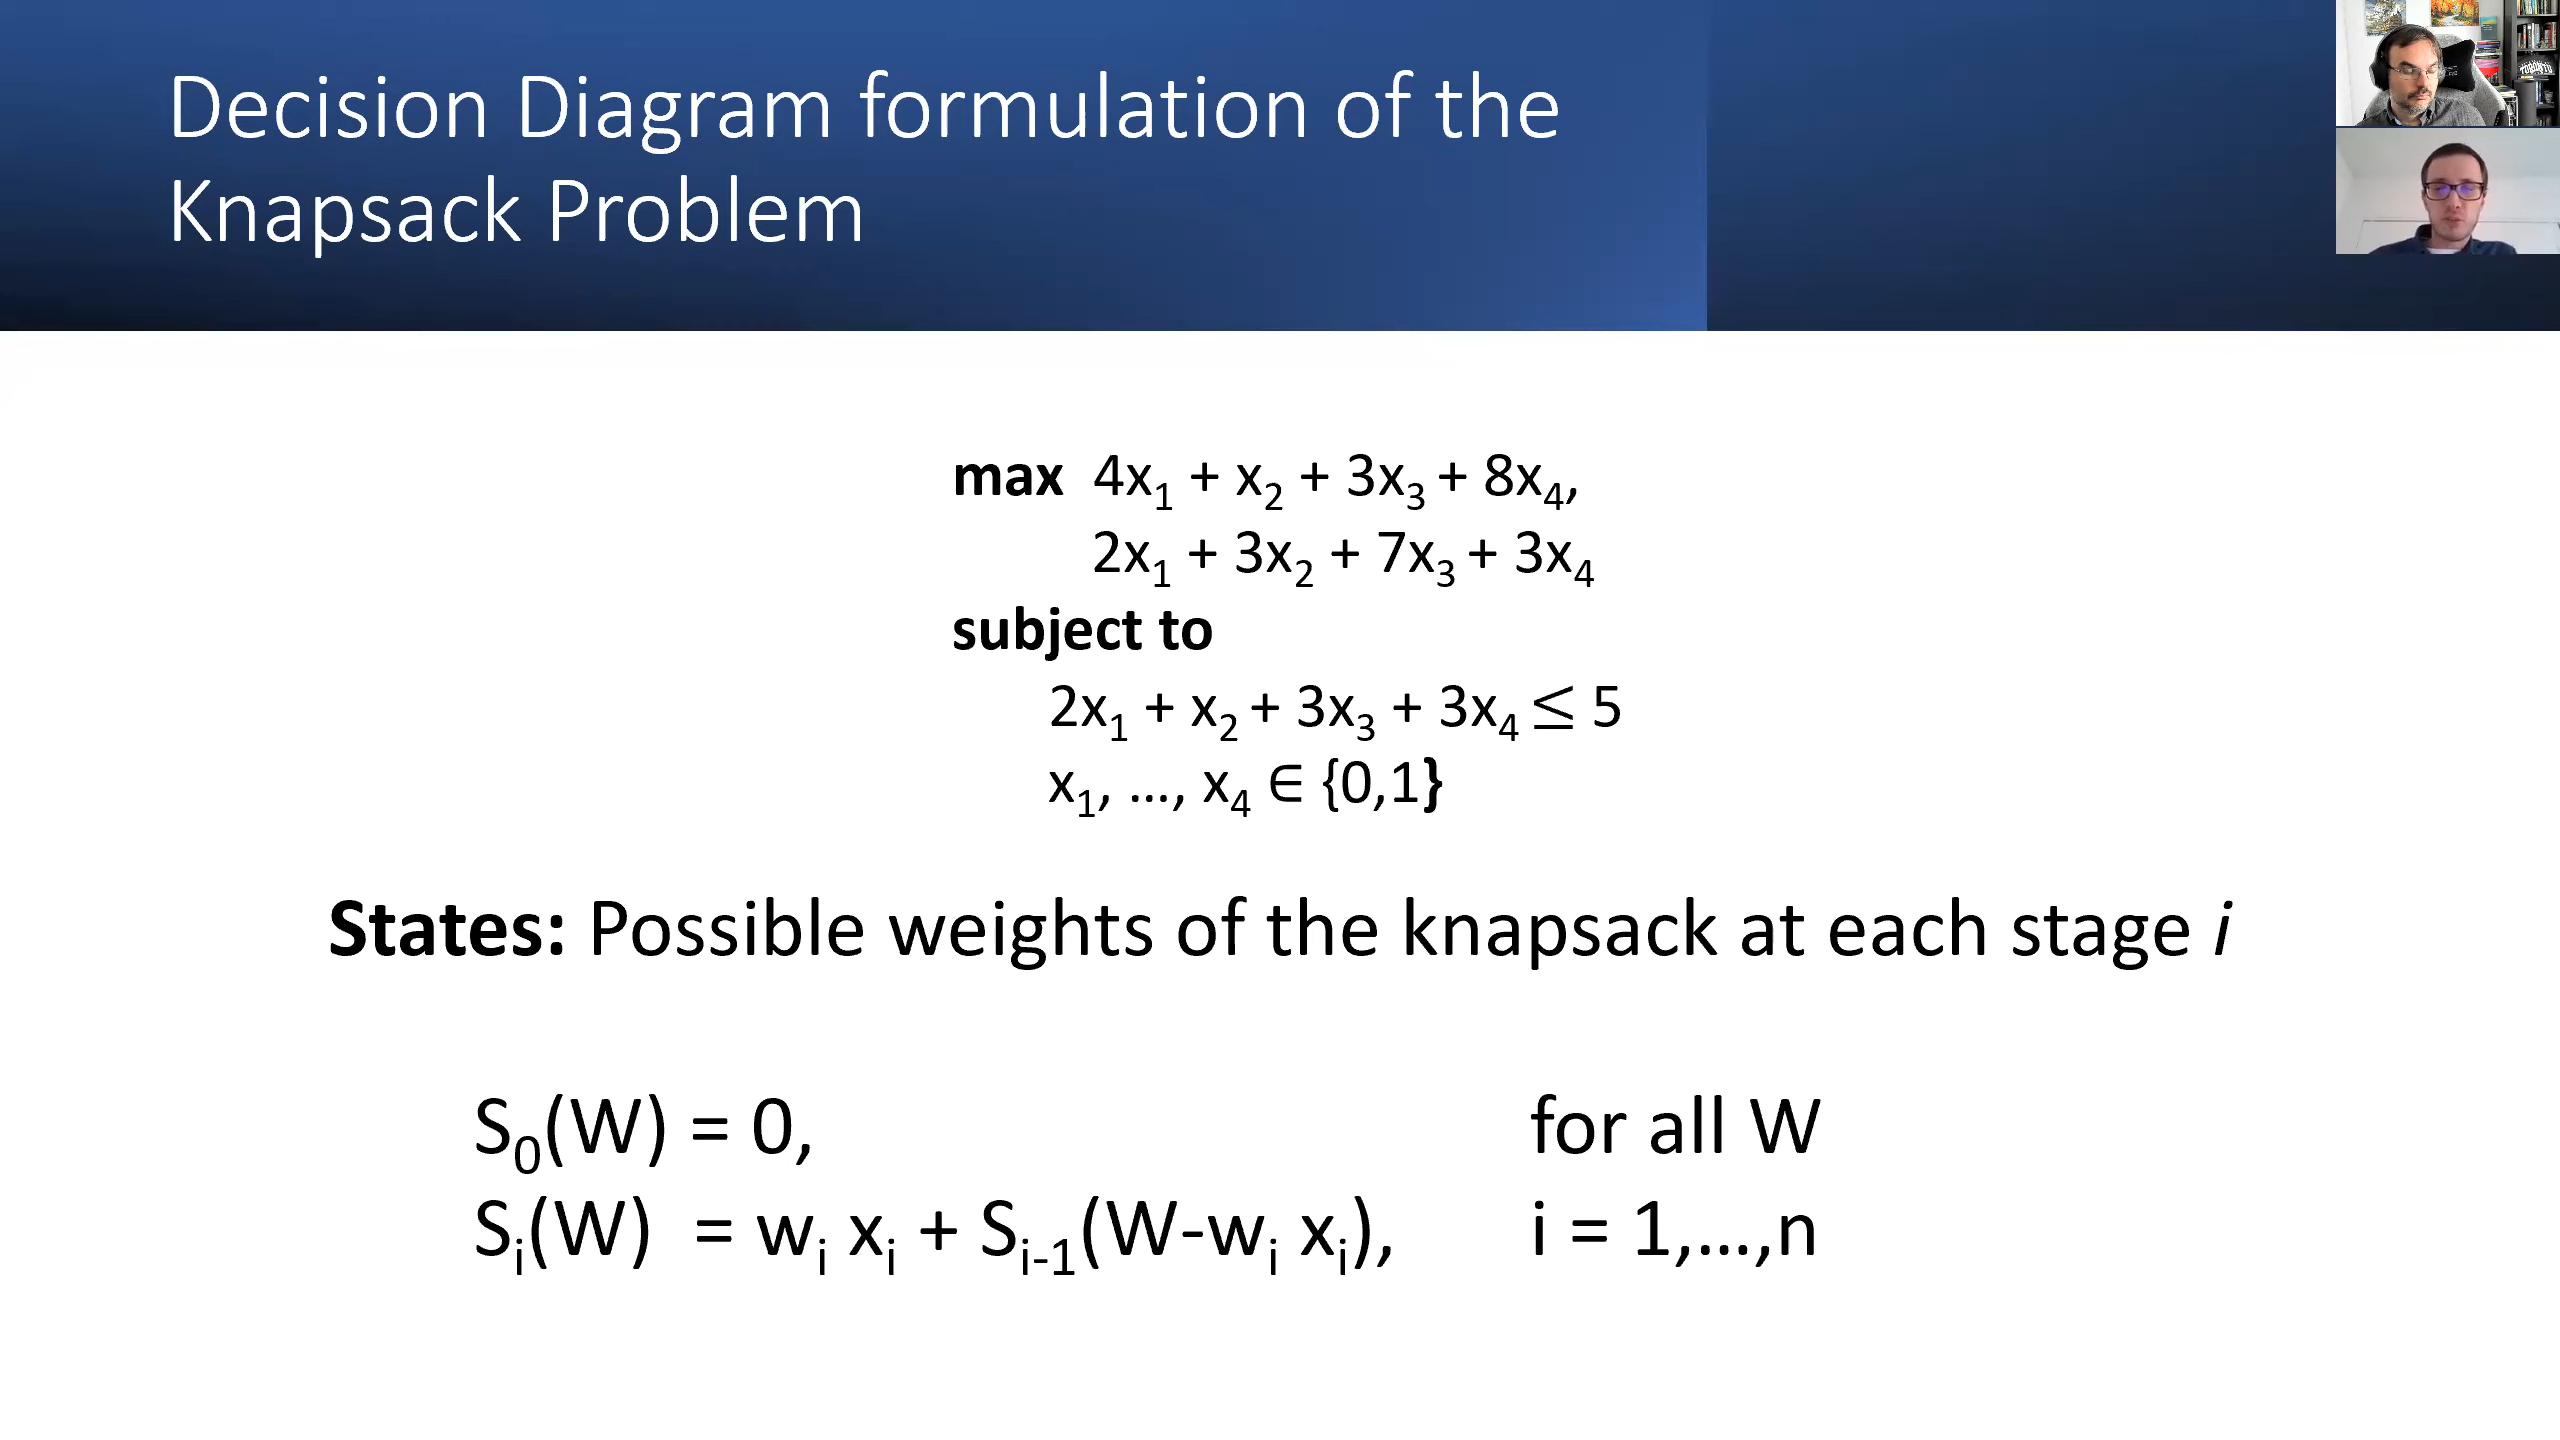 Decision Diagram formulation of the
Knapsack Problem
max 4x₁ + x₂ + 3x₃ + 8x₄,
2x₁ + 3x₂ + 7x₃ + 3x₄
subject to
2x₁ + x₂ + 3x₃ + 3x₄ ≤ 5
x₁, ..., x₄ ∈ {0,1}
States: Possible weights of the knapsack at each stage i
S₀(W) = 0, for all W
Sᵢ(W) = wᵢ xᵢ + Sᵢ₋₁(W-wᵢ xᵢ), i = 1,...,n